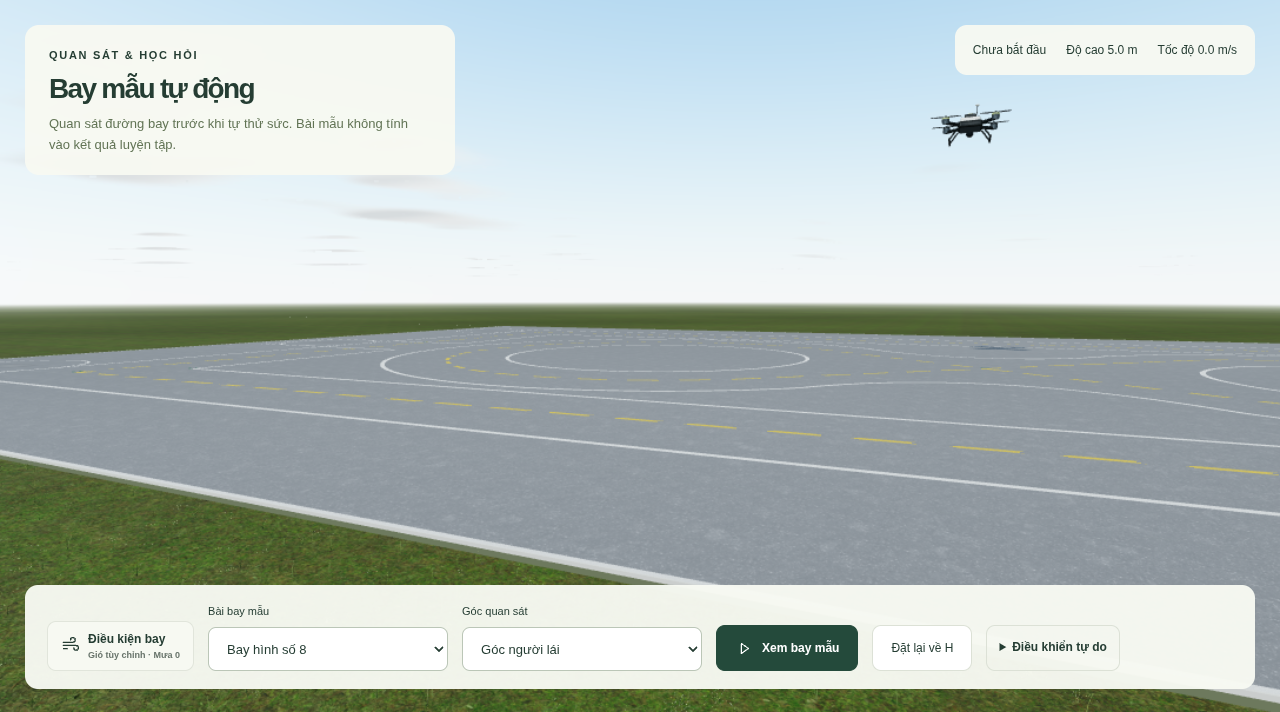 QUAN SÁT & HỌC HỎI
Bay mẫu tự động
Quan sát đường bay trước khi tự thử sức. Bài mẫu không tính
vào kết quả luyện tập.
Chưa bắt đầu Độ cao 5.0 m Tốc độ 0.0 m/s
Điều kiện bay
Gió tùy chỉnh · Mưa 0
Bài bay mẫu
Bay hình số 8
Góc quan sát
Góc người lái
Xem bay mẫu
Đặt lại về H
Điều khiển tự do